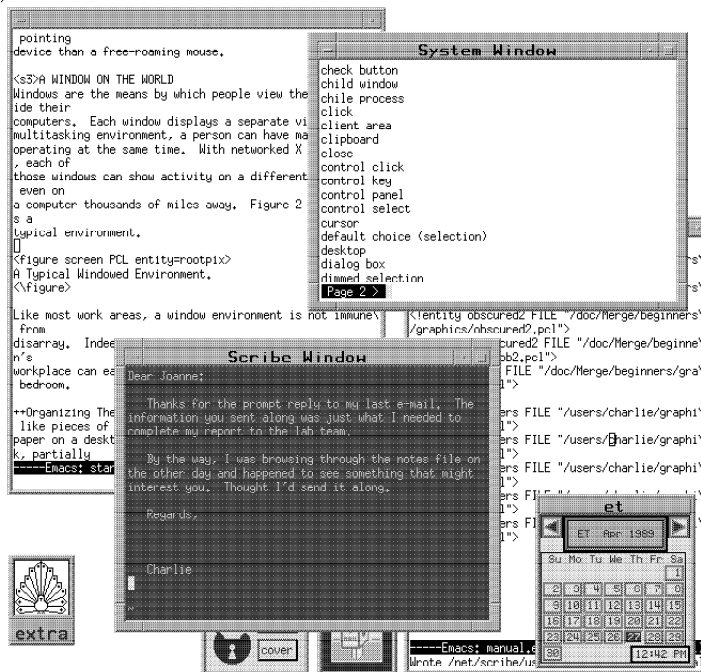 pointing
device than a free-roaming mouse.
<s3>A WINDOW ON THE WORLD
Windows are the means by which people view the
ide their
computers.  Each window displays a separate vi
multitasking environment, a person can have ma
operating at the same time.  With networked X
, each of
those windows can show activity on a different
even on
a computer thousands of miles away.  Figure 2
s a
typical environment.
<figure screen PCL entity=rootpix>
A Typical Windowed Environment.
<\figure>
Like most work areas, a window environment is not immune\
from
disarray.  Indee
n's
workplace can ea
bedroom.
++Organizing The
like pieces of
paper on a deskt
k, partially
-----Emacs: star
System Window
check button
child window
chile process
click
client area
clipboard
close
control click
control key
control panel
control select
cursor
default choice (selection)
desktop
dialog box
dimmed selection
Page 2 >
<!entity obscured2 FILE "/doc/Merge/beginners\
/graphics/obscured2.pcl">
cured2 FILE "/doc/Merge/beginne\
ob2.pcl">
FILE "/doc/Merge/beginners/gra\
l">
ers FILE "/users/charlie/graphi\
l">
ers FILE "/users/charlie/graphi\
l">
ers FILE "/users/charlie/graphi\
l">
ers FI
l">
ers FI
l">
-----Emacs: manual.e
Wrote /net/scribe/us
Scribe Window
Dear Joanne;
Thanks for the prompt reply to my last e-mail.  The
information you sent along was just what I needed to
complete my report to the lab team.
By the way, I was browsing through the notes file on
the other day and happened to see something that might
interest you.  Thought I'd send it along.
Regards,
Charlie
~
et
ET Apr 1989
Su Mo Tu We Th Fr Sa
1
2 3 4 5 6 7 8
9 10 11 12 13 14 15
16 17 18 19 20 21 22
23 24 25 26 27 28 29
30
12:42 PM
extra
cover